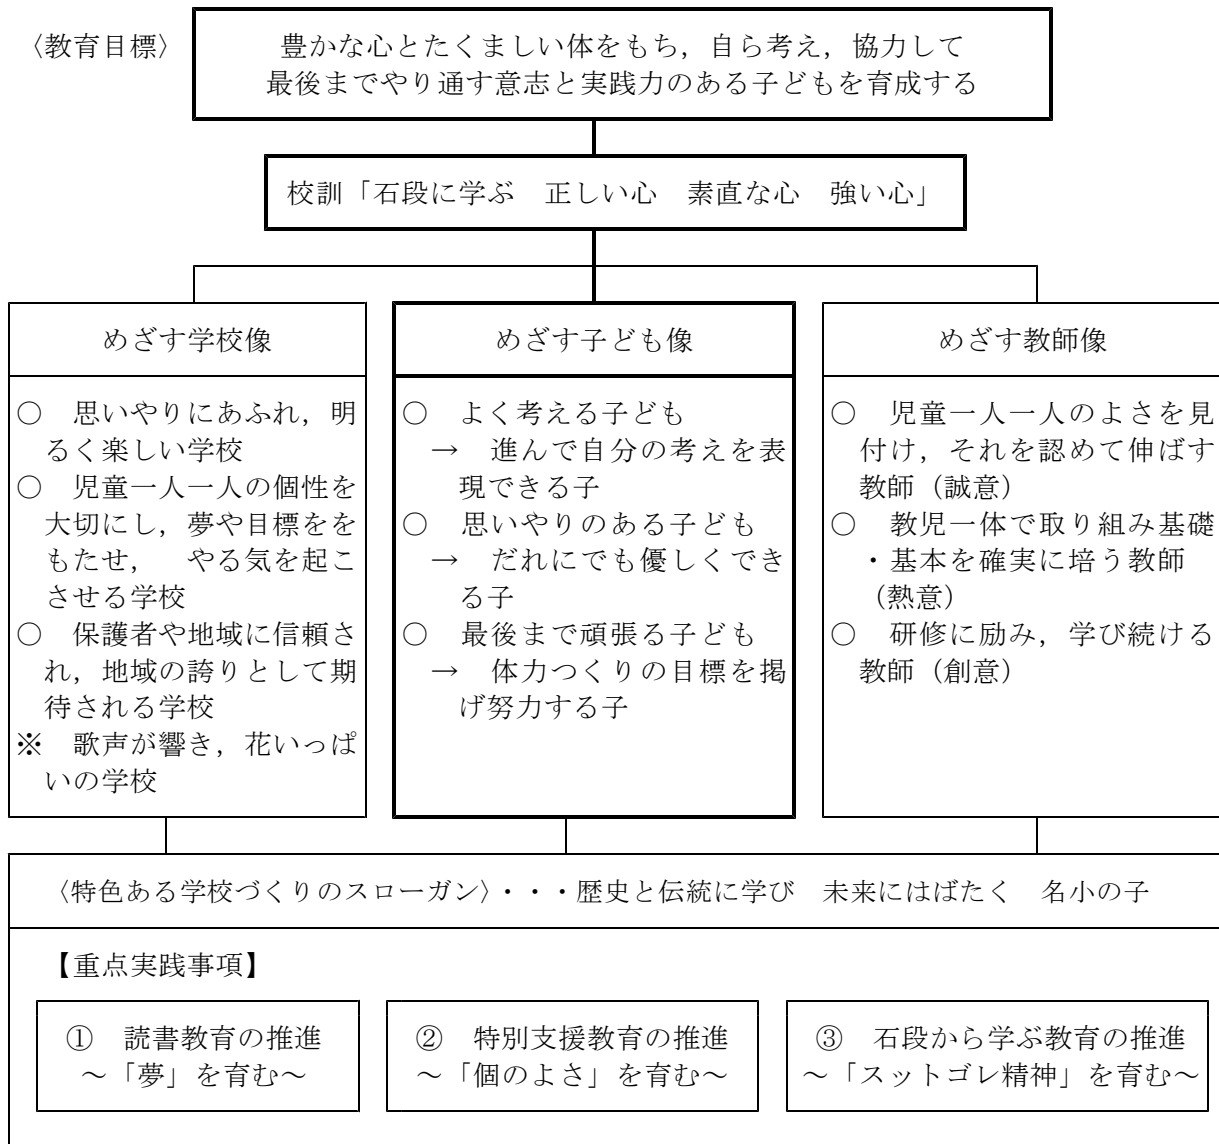 〈教育目標〉
豊かな心とたくましい体をもち，自ら考え，協力して
最後までやり通す意志と実践力のある子どもを育成する
校訓「石段に学ぶ　正しい心　素直な心　強い心」
めざす学校像
○　思いやりにあふれ，明
るく楽しい学校
○　児童一人一人の個性を
大切にし，夢や目標をを
もたせ，　やる気を起こ
させる学校
○　保護者や地域に信頼さ
れ，地域の誇りとして期
待される学校
※　歌声が響き，花いっぱ
いの学校
めざす子ども像
○　よく考える子ども
→　進んで自分の考えを表
現できる子
○　思いやりのある子ども
→　だれにでも優しくでき
る子
○　最後まで頑張る子ども
→　体力つくりの目標を掲
げ努力する子
めざす教師像
○　児童一人一人のよさを見
付け，それを認めて伸ばす
教師（誠意）
○　教児一体で取り組み基礎
・基本を確実に培う教師
（熱意）
○　研修に励み，学び続ける
教師（創意）
〈特色ある学校づくりのスローガン〉・・・歴史と伝統に学び　未来にはばたく　名小の子
【重点実践事項】
①　読書教育の推進
～「夢」を育む～
②　特別支援教育の推進
～「個のよさ」を育む～
③　石段から学ぶ教育の推進
～「スットゴレ精神」を育む～